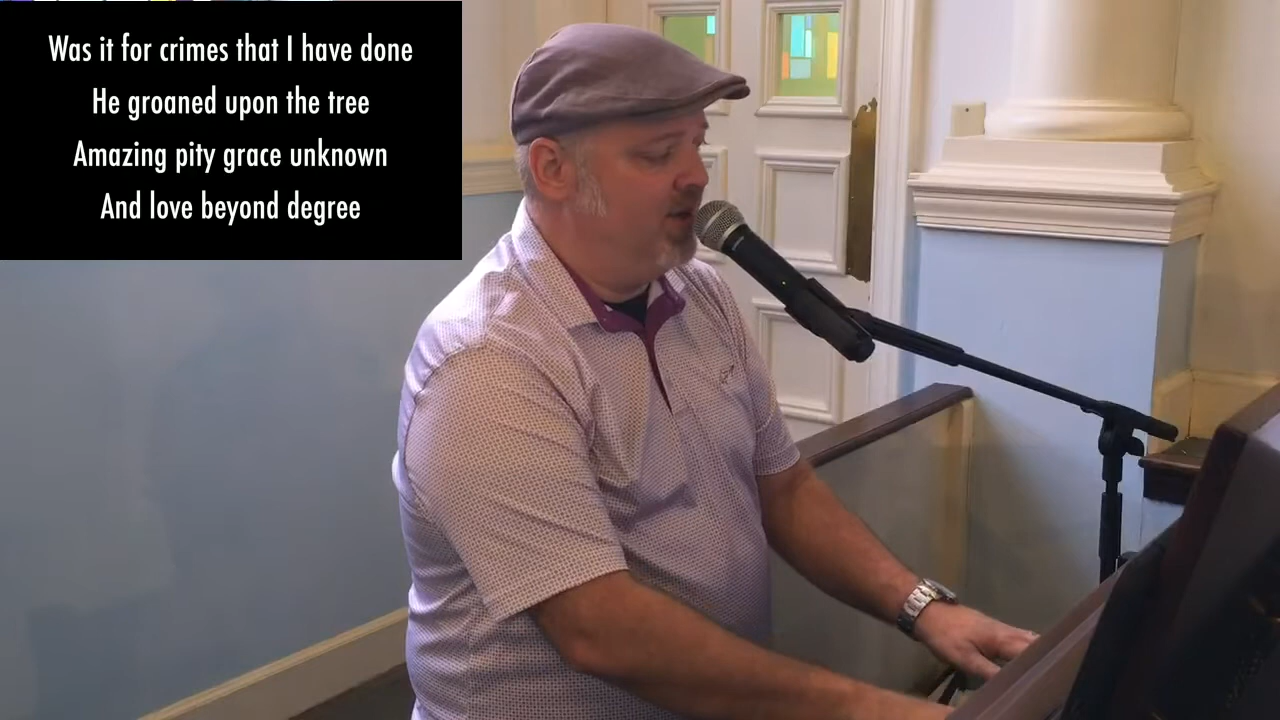 Was it for crimes that I have done
He groaned upon the tree
Amazing pity grace unknown
And love beyond degree